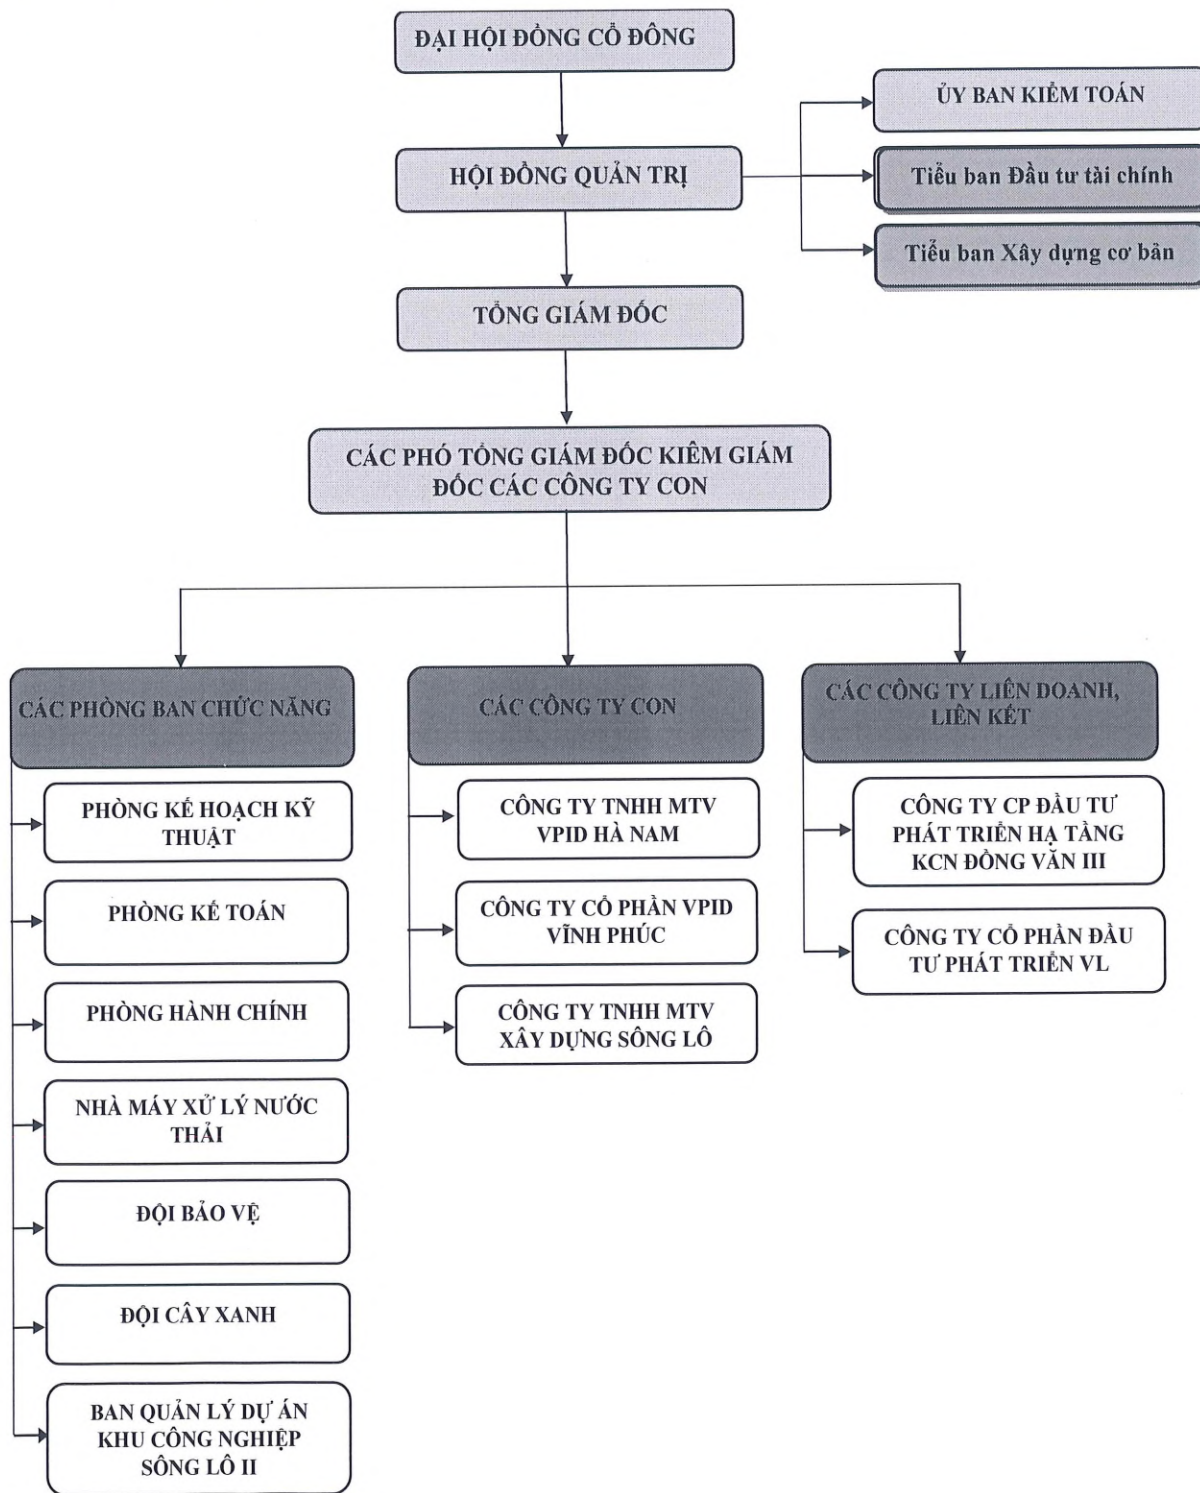 ĐẠI HỘI ĐỒNG CỔ ĐÔNG
ỦY BAN KIỂM TOÁN
HỘI ĐỒNG QUẢN TRỊ
Tiểu ban Đầu tư tài chính
Tiểu ban Xây dựng cơ bản
TỔNG GIÁM ĐỐC
CÁC PHÓ TỔNG GIÁM ĐỐC KIÊM GIÁM
ĐỐC CÁC CÔNG TY CON
CÁC PHÒNG BAN CHỨC NĂNG
PHÒNG KẾ HOẠCH KỸ
THUẬT
PHÒNG KẾ TOÁN
PHÒNG HÀNH CHÍNH
NHÀ MÁY XỬ LÝ NƯỚC
THẢI
ĐỘI BẢO VỆ
ĐỘI CÂY XANH
BAN QUẢN LÝ DỰ ÁN
KHU CÔNG NGHIỆP
SÔNG LÔ II
CÁC CÔNG TY CON
CÔNG TY TNHH MTV
VPID HÀ NAM
CÔNG TY CỔ PHẦN VPID
VĨNH PHÚC
CÔNG TY TNHH MTV
XÂY DỰNG SÔNG LÔ
CÁC CÔNG TY LIÊN DOANH,
LIÊN KẾT
CÔNG TY CP ĐẦU TƯ
PHÁT TRIỂN HẠ TẦNG
KCN ĐỒNG VĂN III
CÔNG TY CỔ PHẦN ĐẦU
TƯ PHÁT TRIỂN VL